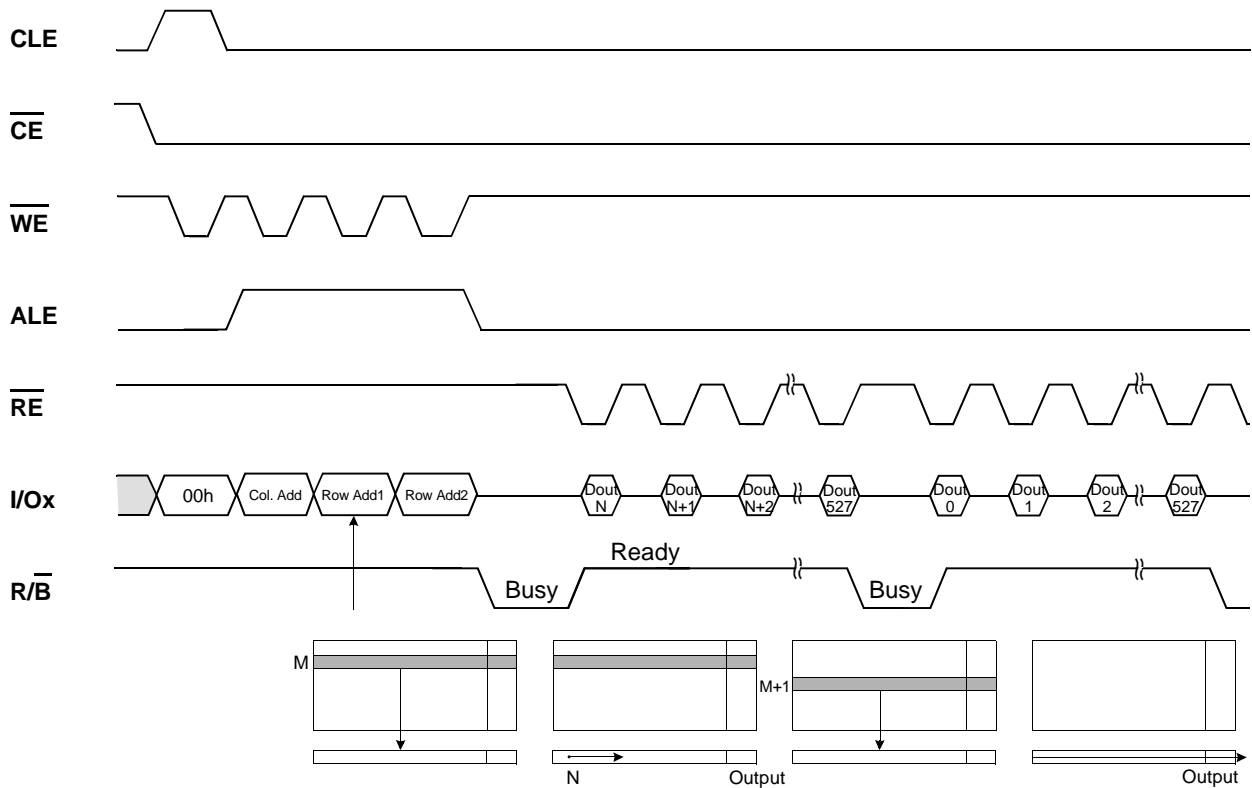 CLE
CE
WE
ALE
RE
I/Ox
00h
Col. Add
Row Add1
Row Add2
Dout
N
Dout
N+1
Dout
N+2
Dout
527
Dout
0
Dout
1
Dout
2
Dout
527
R/B
Busy
Ready
Busy
M
M+1
N
Output
Output